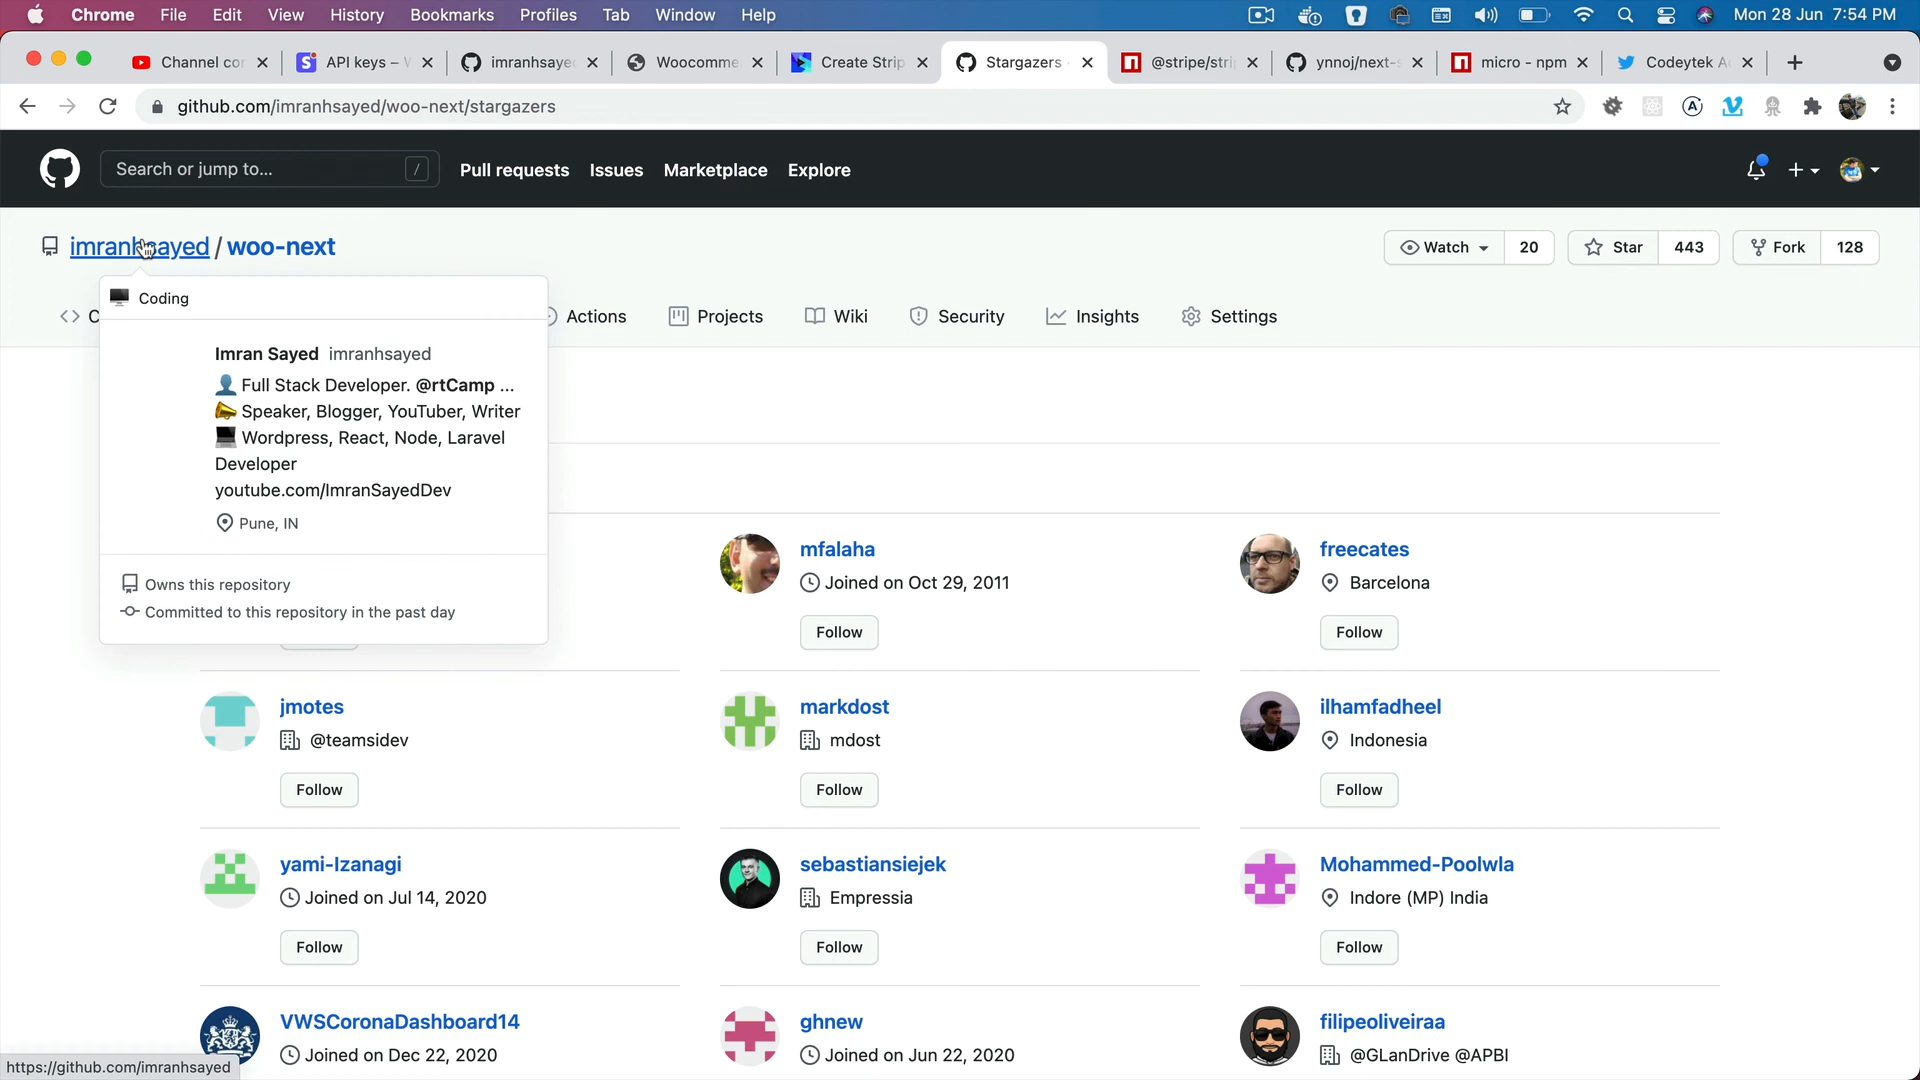 Chrome File Edit View History Bookmarks Profiles Tab Window Help Mon 28 Jun 7:54 PM
Channel co API keys – imranhsaye Woocomme Create Strip Stargazers @stripe/stri ynnoj/next-s micro - npm Codeytek A
github.com/imranhsayed/woo-next/stargazers
Search or jump to... / Pull requests Issues Marketplace Explore
imranhsayed / woo-next Watch 20 Star 443 Fork 128
Coding
Actions Projects Wiki Security Insights Settings
Imran Sayed imranhsayed
Full Stack Developer. @rtCamp ...
Speaker, Blogger, YouTuber, Writer
Wordpress, React, Node, Laravel
Developer
youtube.com/ImranSayedDev
Pune, IN
Owns this repository
Committed to this repository in the past day
mfalaha
Joined on Oct 29, 2011
Follow
freecates
Barcelona
Follow
jmotes
@teamsidev
Follow
markdost
mdost
Follow
ilhamfadheel
Indonesia
Follow
yami-Izanagi
Joined on Jul 14, 2020
Follow
sebastiansiejek
Empressia
Follow
Mohammed-Poolwla
Indore (MP) India
Follow
VWSCoronaDashboard14
Joined on Dec 22, 2020
ghnew
Joined on Jun 22, 2020
filipeoliveiraa
@GLanDrive @APBI
https://github.com/imranhsayed